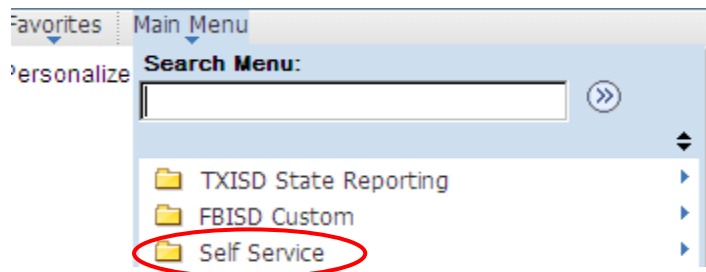 Favorites Main Menu
Personalize Search Menu:
TXISD State Reporting
FBISD Custom
Self Service